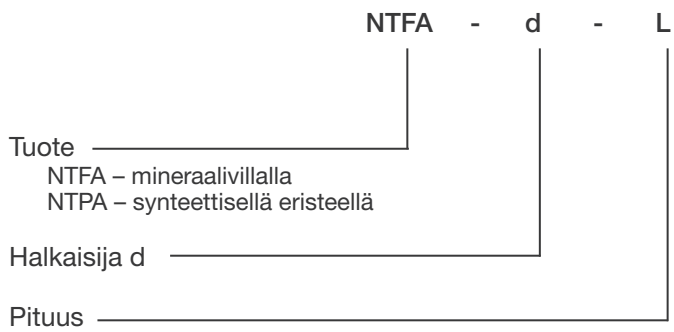 NTFA - d - L
Tuote
NTFA – mineraalivillalla
NTPA – synteettisellä eristeellä
Halkaisija d
Pituus